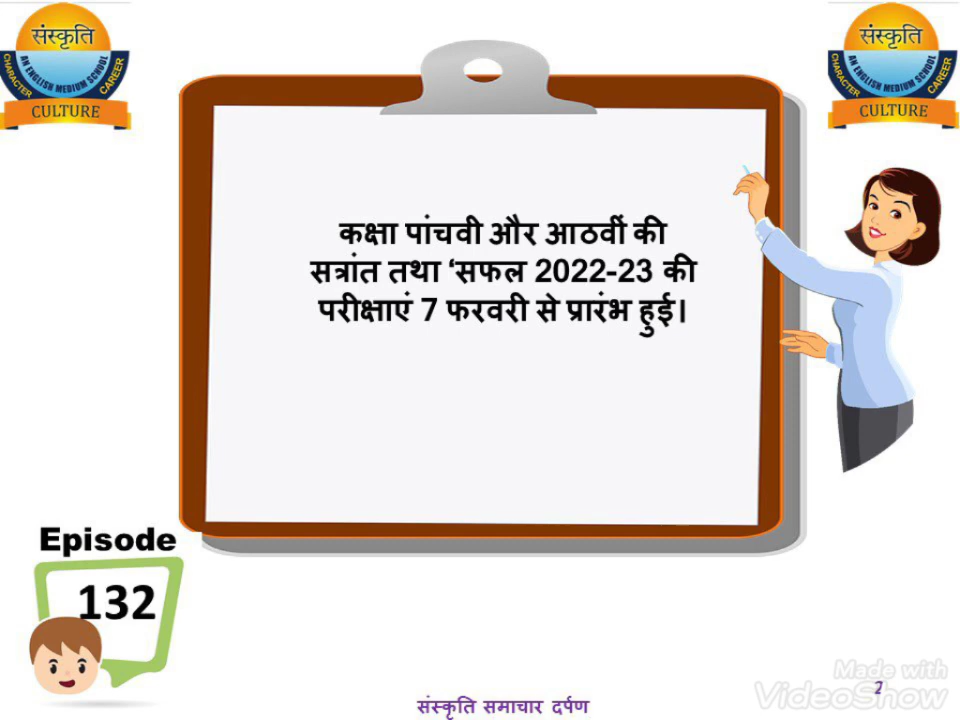 संस्कृति
AN ENGLISH MEDIUM SCHOOL
CHARACTER
CAREER
CULTURE
संस्कृति
AN ENGLISH MEDIUM SCHOOL
CHARACTER
CAREER
CULTURE
कक्षा पांचवी और आठवीं की
सत्रांत तथा ‘सफल 2022-23 की
परीक्षाएं 7 फरवरी से प्रारंभ हुई।
Episode
132
संस्कृति समाचार दर्पण
2
Made with
VideoShow